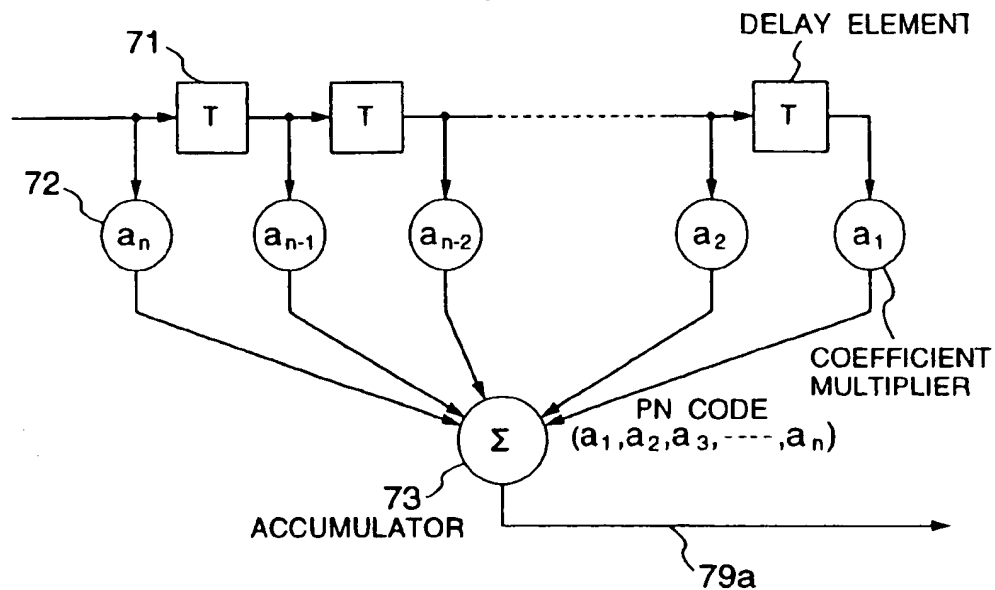 DELAY ELEMENT
71
T T T
72
aₙ aₙ₋₁ aₙ₋₂ a₂ a₁
COEFFICIENT
MULTIPLIER
PN CODE
(a₁,a₂,a₃,----,aₙ)
Σ
73
ACCUMULATOR
79a